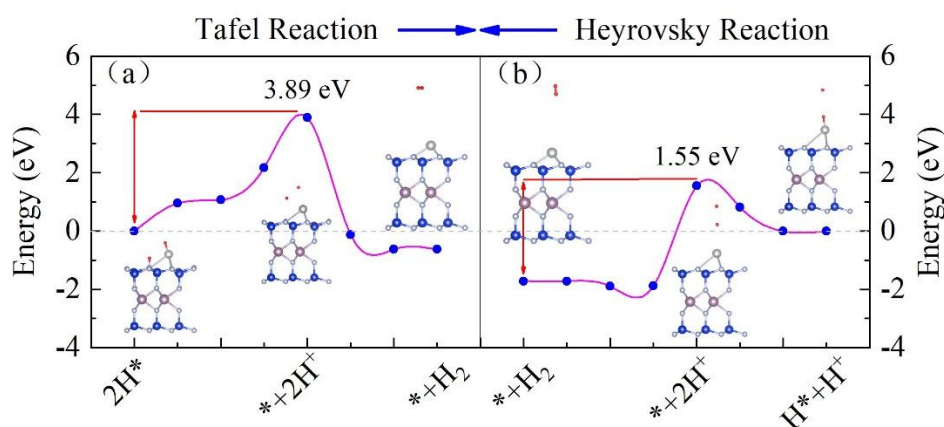 Tafel Reaction Heyrovsky Reaction
(a) 3.89 eV
(b) 1.55 eV
Energy (eV)
6
4
2
0
-2
-4
2H*
*+2H⁺
*+H₂
*+H₂
*+2H⁺
H*+H⁺
6
4
2
0
-2
-4
Energy (eV)